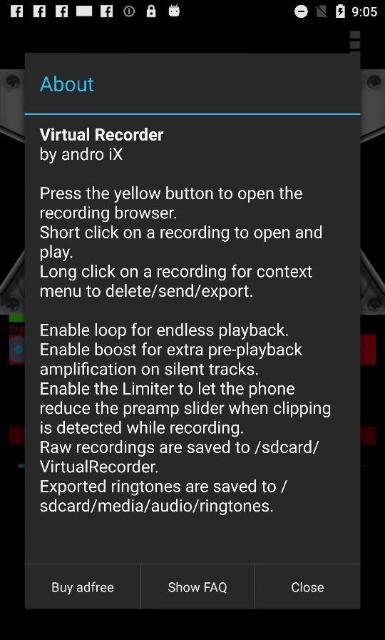 9:05
About
Virtual Recorder
by andro iX
Press the yellow button to open the
recording browser.
Short click on a recording to open and
play.
Long click on a recording for context
menu to delete/send/export.
Enable loop for endless playback.
Enable boost for extra pre-playback
amplification on silent tracks.
Enable the Limiter to let the phone
reduce the preamp slider when clipping
is detected while recording.
Raw recordings are saved to /sdcard/
VirtualRecorder.
Exported ringtones are saved to /
sdcard/media/audio/ringtones.
Buy adfree
Show FAQ
Close